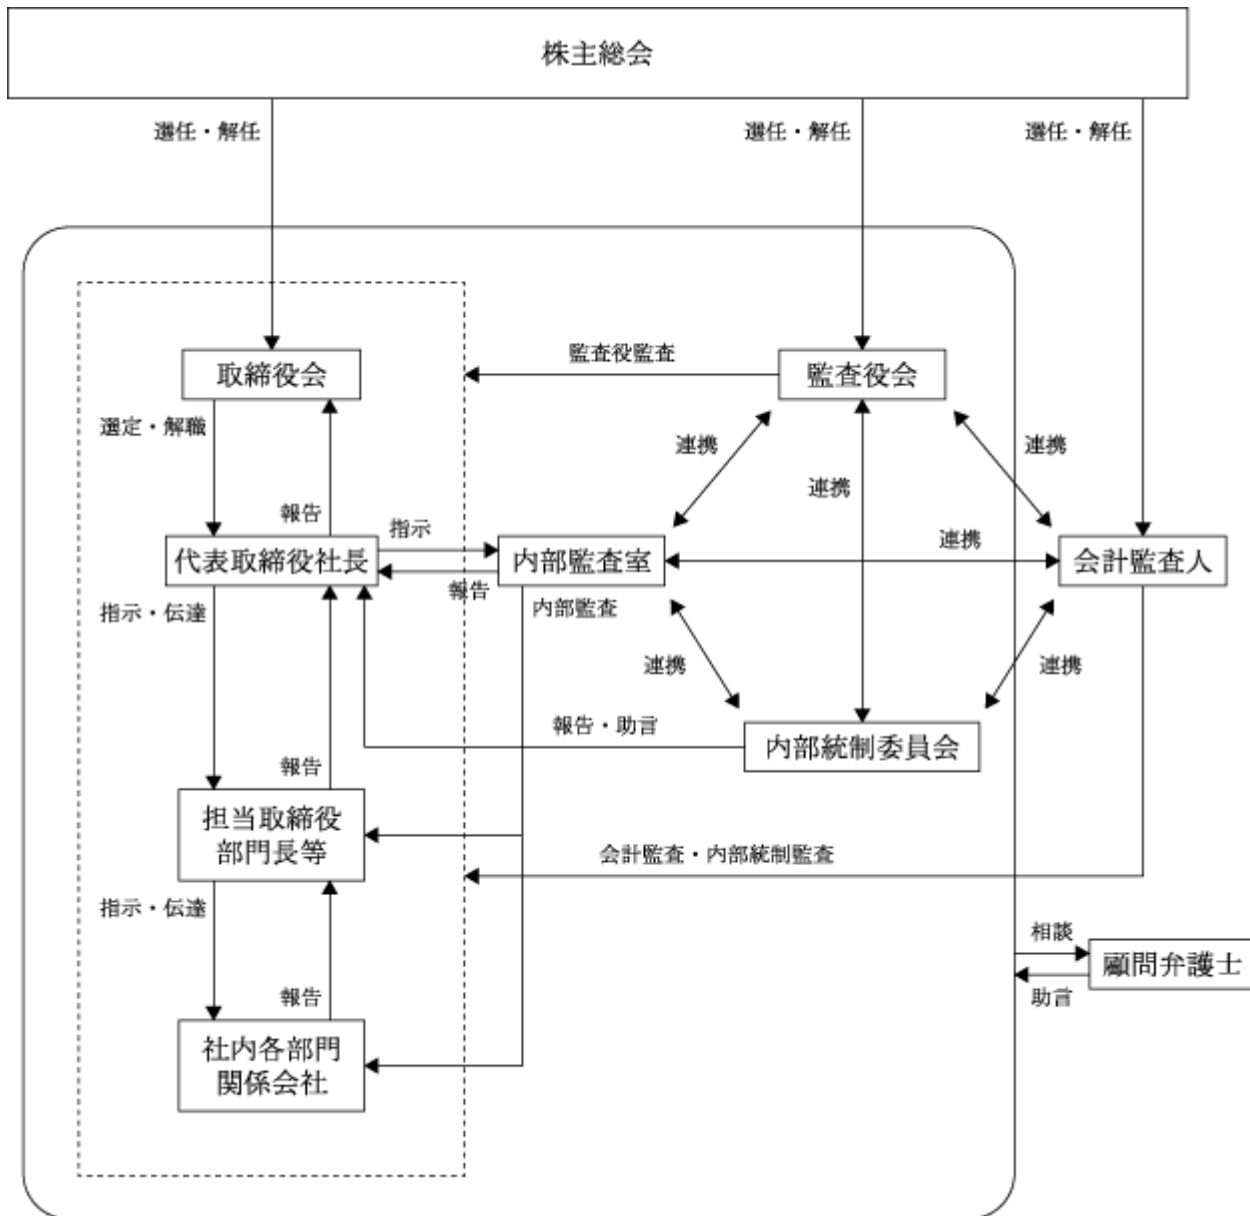 株主総会
選任・解任
選任・解任
選任・解任
取締役会
監査役監査
監査役会
選定・解職
連携
連携
連携
報告
指示
連携
代表取締役社長
内部監査室
会計監査人
報告
指示・伝達
内部監査
連携
連携
報告・助言
内部統制委員会
報告
担当取締役
部門長等
会計監査・内部統制監査
指示・伝達
相談
顧問弁護士
報告
助言
社内各部門
関係会社